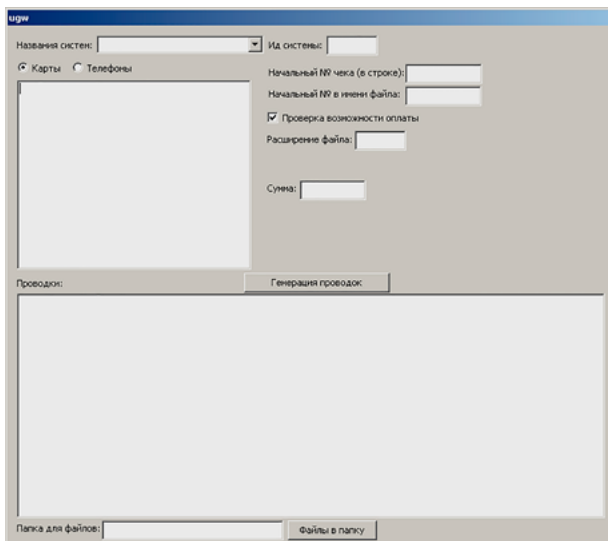 ugw
Названия систем: Ид системы:
Карты Телефоны
Начальный № чека (в строке):
Начальный № в имени файла:
Проверка возможности оплаты
Расширение файла:
Сумма:
Проводки: Генерация проводок
Папка для файлов: Файлы в папку